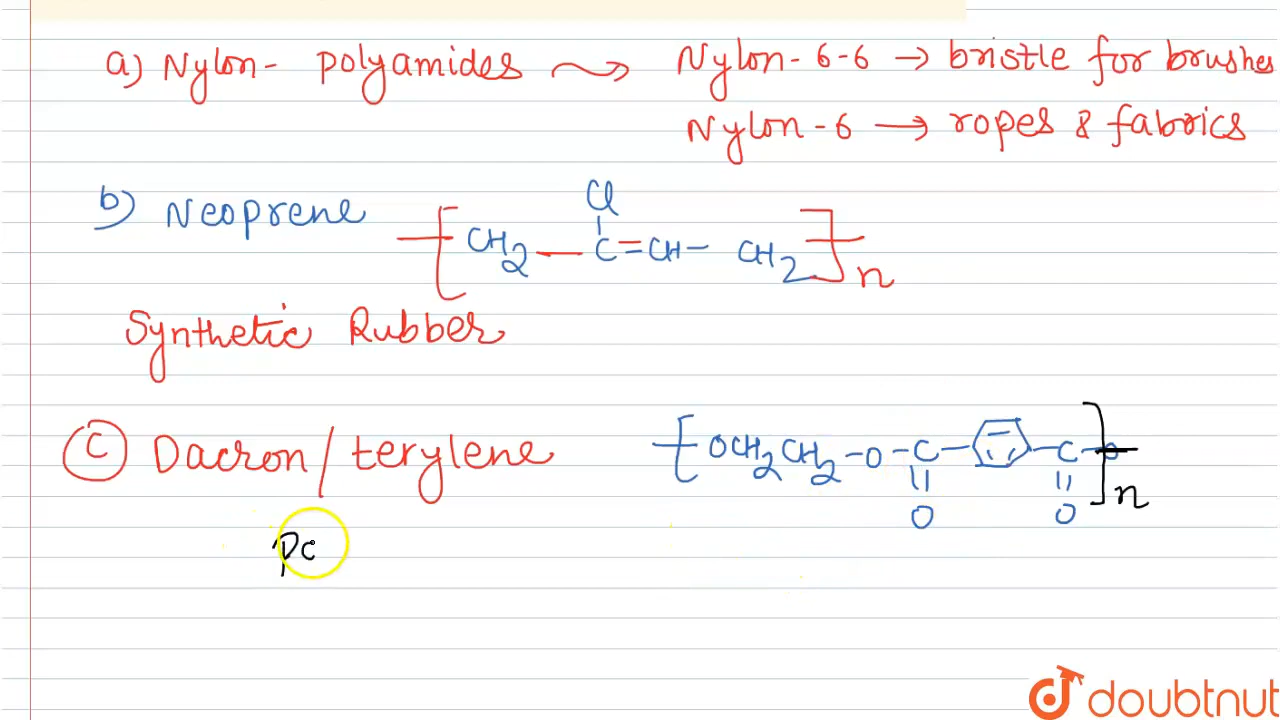 a) Nylon - polyamides → Nylon-6-6 → bristle for brushes
Nylon-6 → ropes & fabrics
b) Neoprene [CH2 - C = CH - CH2]n
Cl
Synthetic Rubber
C Dacron/terylene [OCH2CH2-O-C-C-O]n
O O
Po
doubtnut